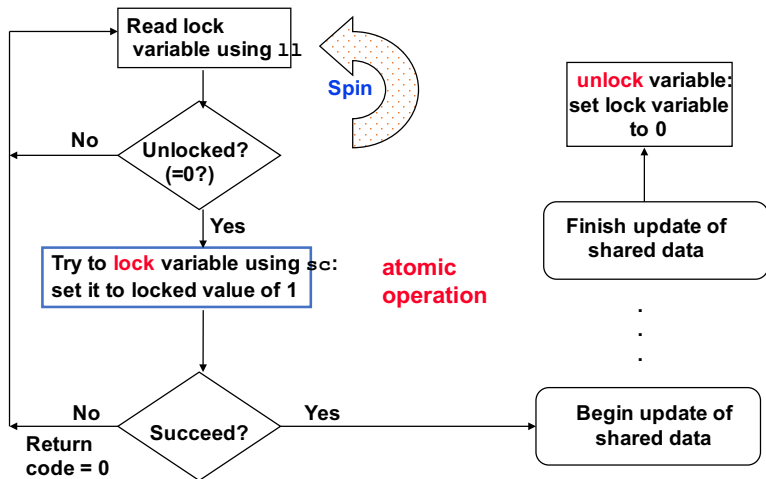 Read lock
variable using ll
Spin
No
Unlocked?
(=0?)
Yes
Try to lock variable using sc:
set it to locked value of 1
atomic
operation
No
Return
code = 0
Succeed?
Yes
Begin update of
shared data
.
.
.
Finish update of
shared data
unlock variable:
set lock variable
to 0